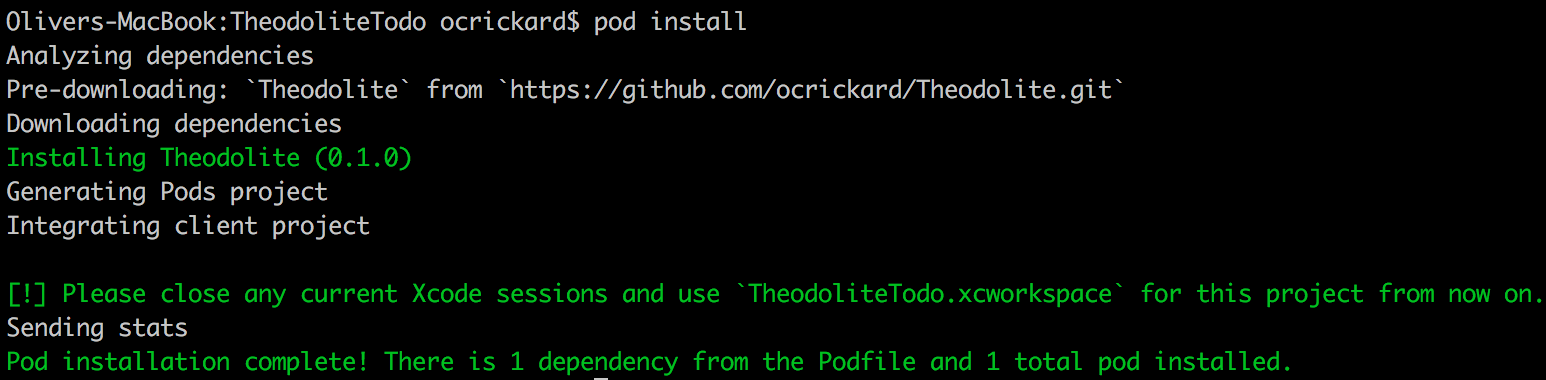 Olivers-MacBook:TheodoliteTodo ocrickard$ pod install
Analyzing dependencies
Pre-downloading: `Theodolite` from `https://github.com/ocrickard/Theodolite.git`
Downloading dependencies
Installing Theodolite (0.1.0)
Generating Pods project
Integrating client project
[!] Please close any current Xcode sessions and use `TheodoliteTodo.xcworkspace` for this project from now on.
Sending stats
Pod installation complete! There is 1 dependency from the Podfile and 1 total pod installed.